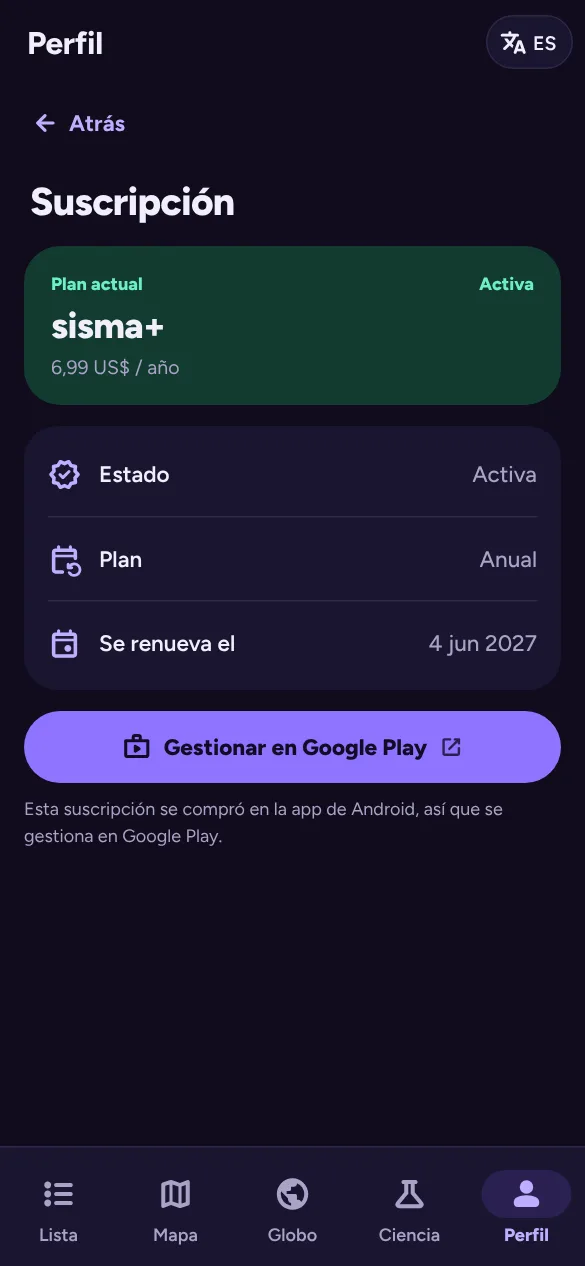 Perfil
ES
Atrás
Suscripción
Plan actual
Activa
sisma+
6,99 US$ / año
Estado
Activa
Plan
Anual
Se renueva el
4 jun 2027
Gestionar en Google Play
Esta suscripción se compró en la app de Android, así que se
gestiona en Google Play.
Lista
Mapa
Globo
Ciencia
Perfil